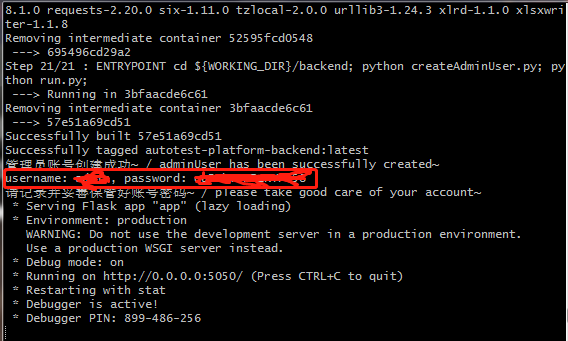 8.1.0 requests-2.20.0 six-1.11.0 tzlocal-2.0.0 urllib3-1.24.3 xlrd-1.1.0 xlsxwri
ter-1.1.8
Removing intermediate container 52595fcd0548
 ---> 695496cd29a2
Step 21/21 : ENTRYPOINT cd ${WORKING_DIR}/backend; python createAdminUser.py; py
thon run.py;
 ---> Running in 3bfaacde6c61
Removing intermediate container 3bfaacde6c61
 ---> 57e51a69cd51
Successfully built 57e51a69cd51
Successfully tagged autotest-platform-backend:latest
管理员账号创建成功~ / adminUser has been successfully created~
username: , password:
请记录并妥善保管好账号密码~ / please take good care of your account~
 * Serving Flask app "app" (lazy loading)
 * Environment: production
   WARNING: Do not use the development server in a production environment.
   Use a production WSGI server instead.
 * Debug mode: on
 * Running on http://0.0.0.0:5050/ (Press CTRL+C to quit)
 * Restarting with stat
 * Debugger is active!
 * Debugger PIN: 899-486-256